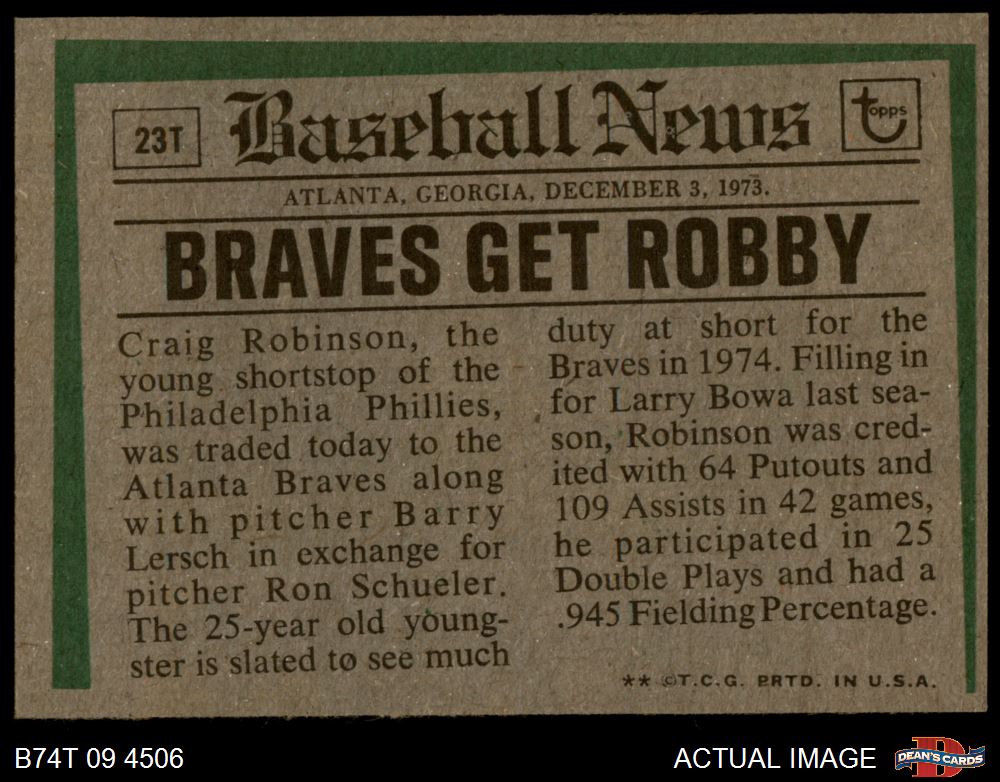 23T
Baseball News
topps
ATLANTA, GEORGIA, DECEMBER 3, 1973.
BRAVES GET ROBBY
Craig Robinson, the
young shortstop of the
Philadelphia Phillies,
was traded today to the
Atlanta Braves along
with pitcher Barry
Lersch in exchange for
pitcher Ron Schueler.
The 25-year old young-
ster is slated to see much
duty at short for the
Braves in 1974. Filling in
for Larry Bowa last sea-
son, Robinson was cred-
ited with 64 Putouts and
109 Assists in 42 games,
he participated in 25
Double Plays and had a
.945 Fielding Percentage.
** ©T.C.G. PRTD. IN U.S.A.
B74T 09 4506
ACTUAL IMAGE
D
DEAN'S CARDS